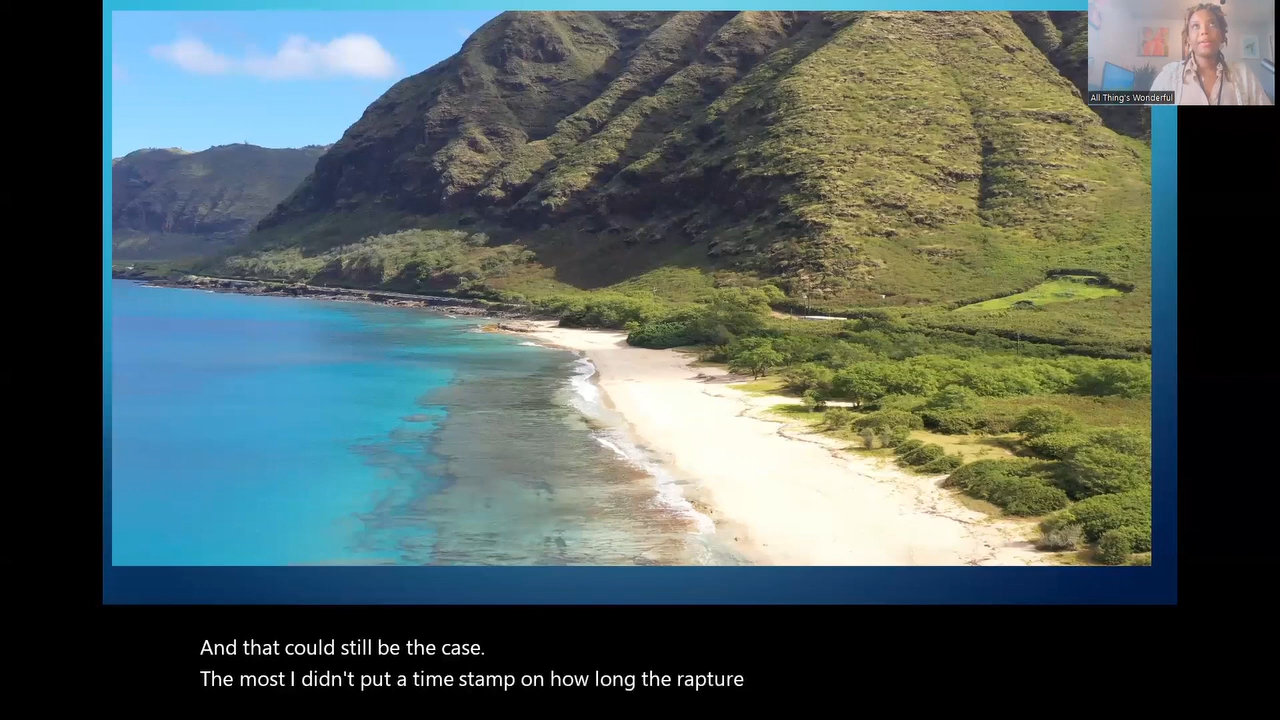 All Thing's Wonderful
And that could still be the case.
The most I didn't put a time stamp on how long the rapture